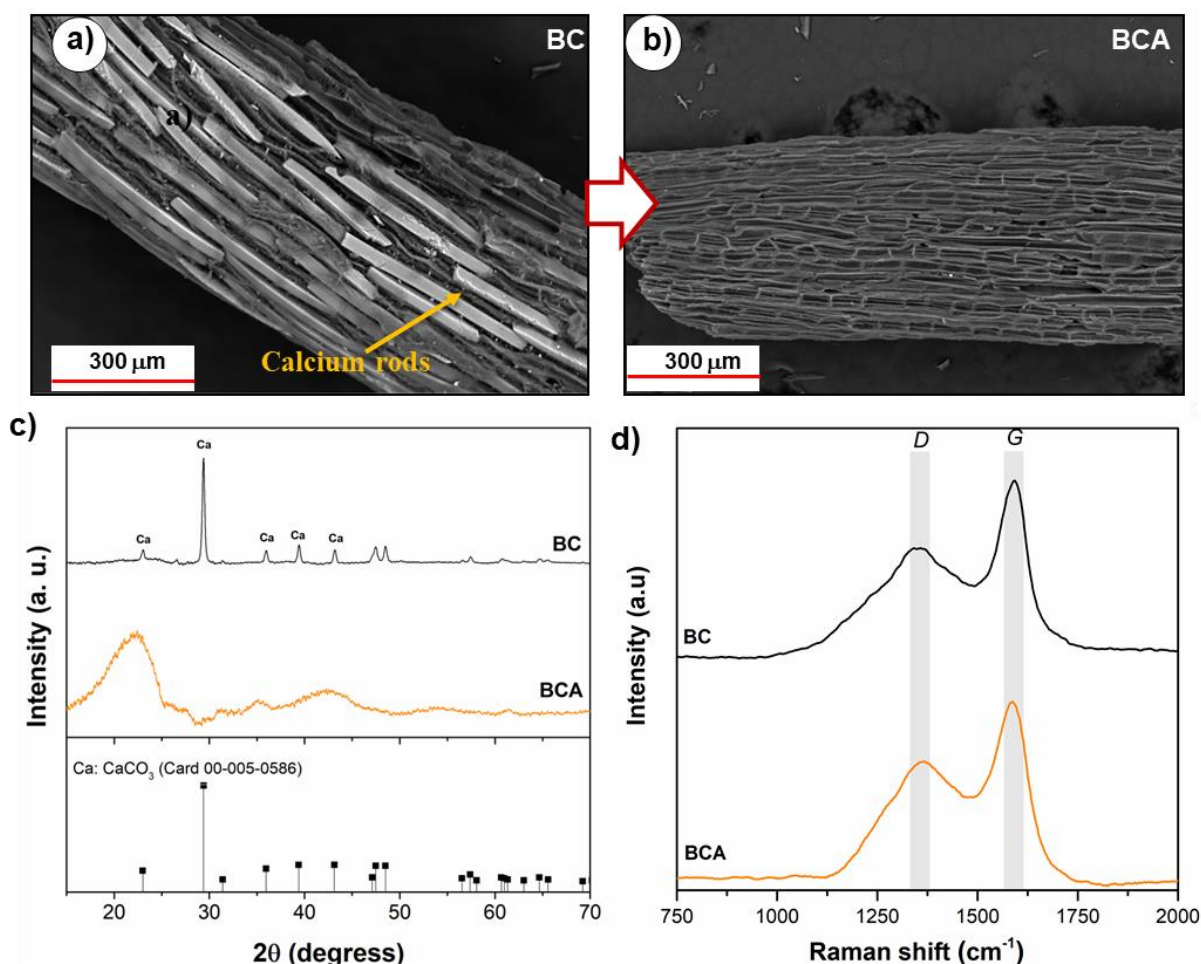 a)
BC
a)
Calcium rods
300 μm
b)
BCA
300 μm
c)
Intensity (a. u.)
Ca
Ca
Ca
Ca
Ca
BC
BCA
Ca: CaCO₃ (Card 00-005-0586)
20 30 40 50 60 70
2θ (degress)
d)
D G
Intensity (a.u)
BC
BCA
750 1000 1250 1500 1750 2000
Raman shift (cm⁻¹)